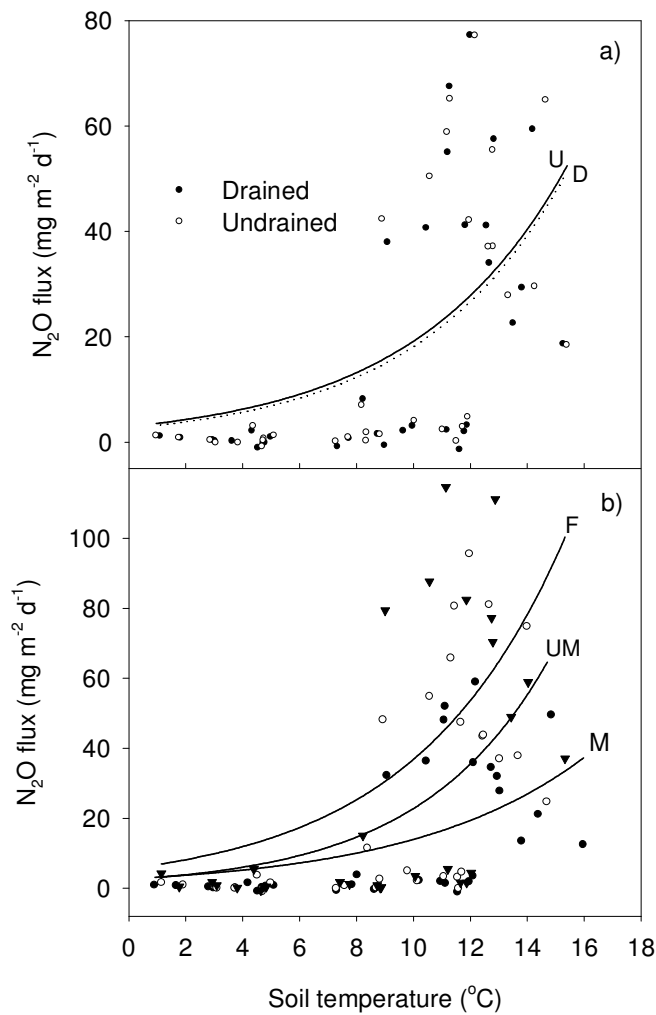 80
a)
60
U
D
Drained
Undrained
40
20
0
N₂O flux (mg m⁻² d⁻¹)
b)
F
100
80
UM
60
M
40
20
0
N₂O flux (mg m⁻² d⁻¹)
0 2 4 6 8 10 12 14 16 18
Soil temperature (°C)